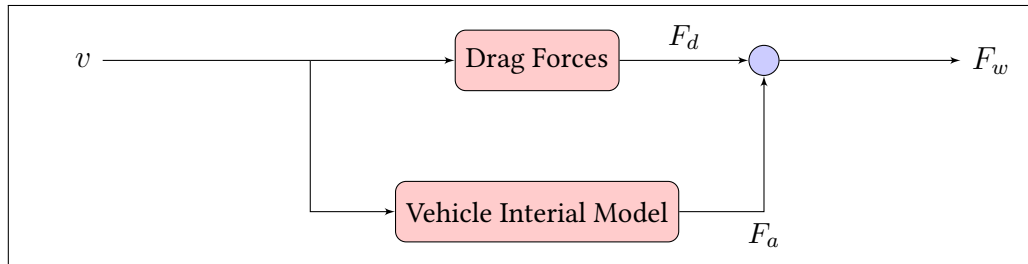 v
Drag Forces
F_d
F_w
Vehicle Interial Model
F_a